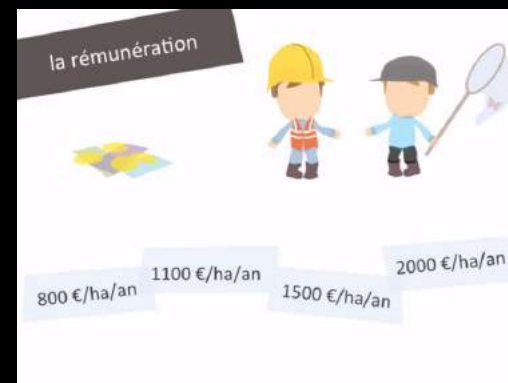 la rémunération
800 €/ha/an
1100 €/ha/an
1500 €/ha/an
2000 €/ha/an